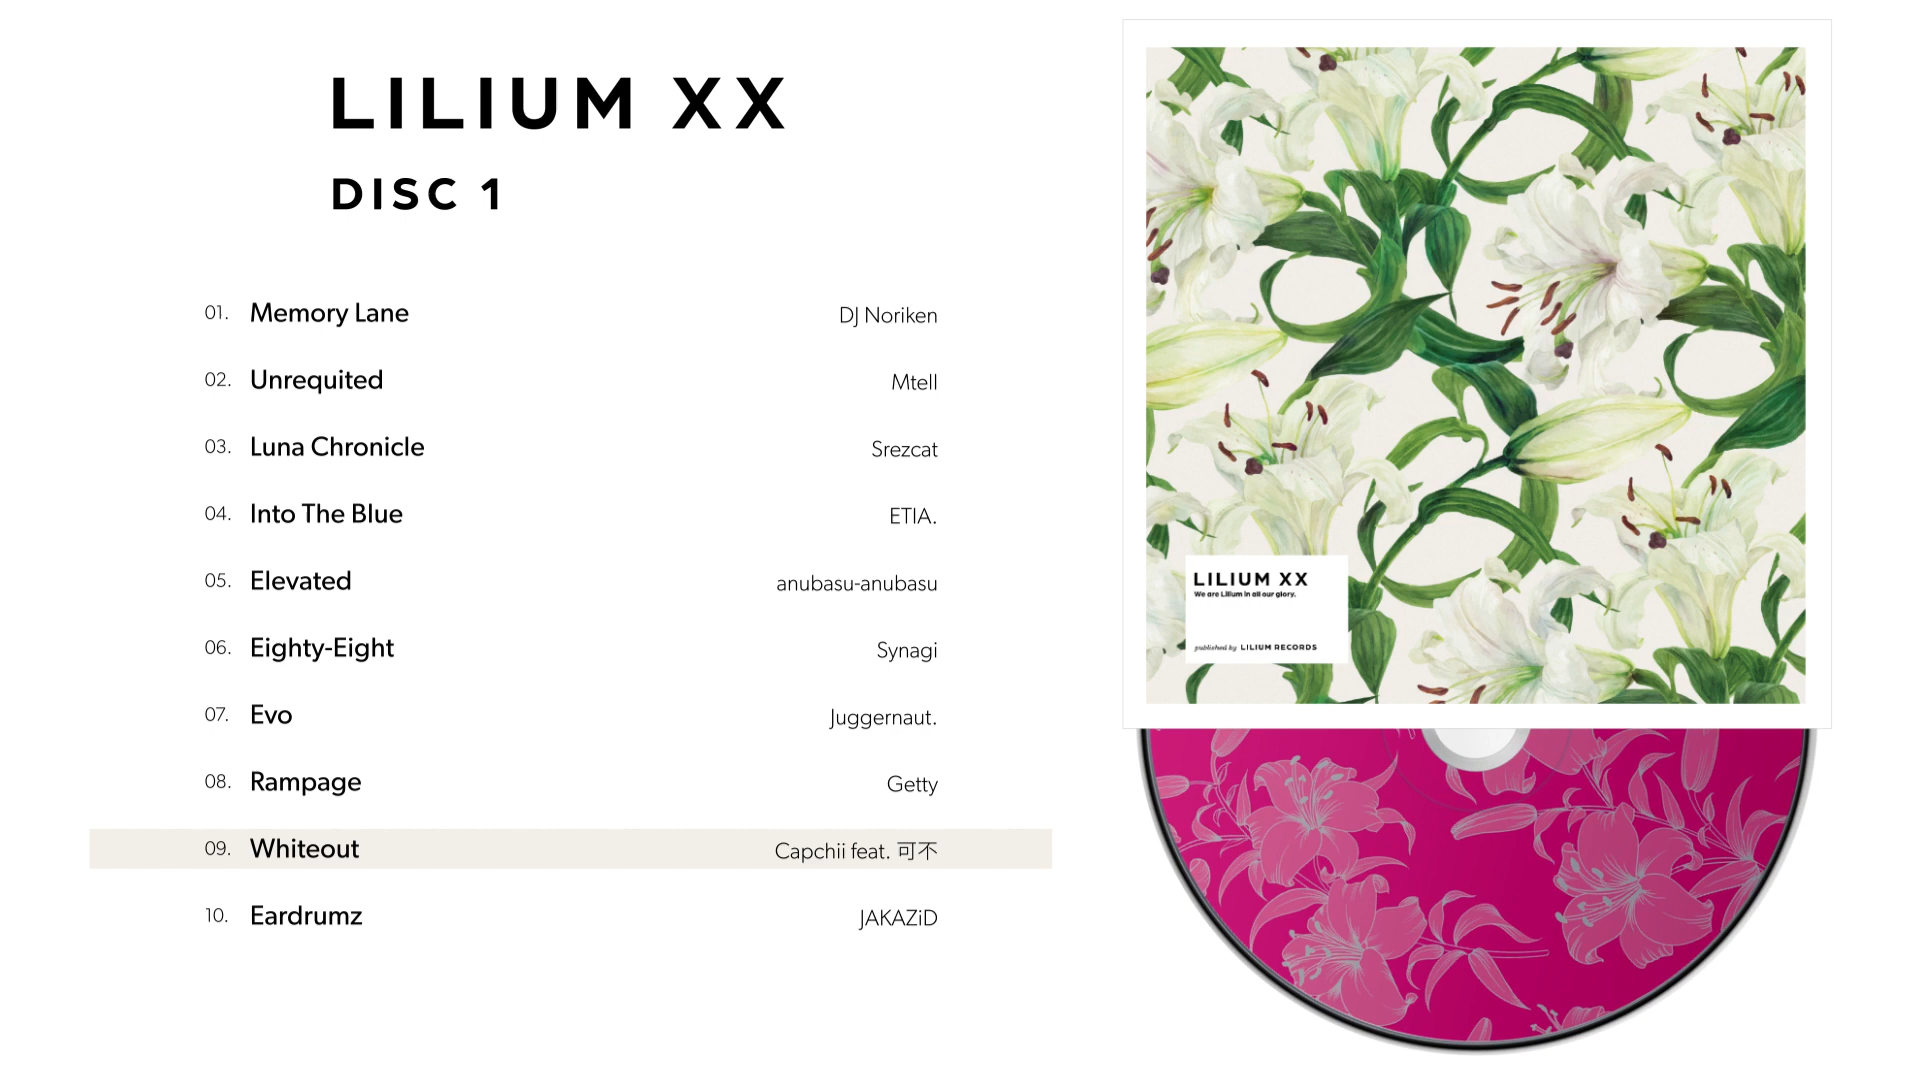 LILIUM XX
DISC 1
01. Memory Lane DJ Noriken
02. Unrequited Mtell
03. Luna Chronicle Srezcat
04. Into The Blue ETIA.
05. Elevated anubasu-anubasu
06. Eighty-Eight Synagi
07. Evo Juggernaut.
08. Rampage Getty
09. Whiteout Capchii feat. 可不
10. Eardrumz JAKAZiD
LILIUM XX
We are Lilium in all our glory.
published by LILIUM RECORDS